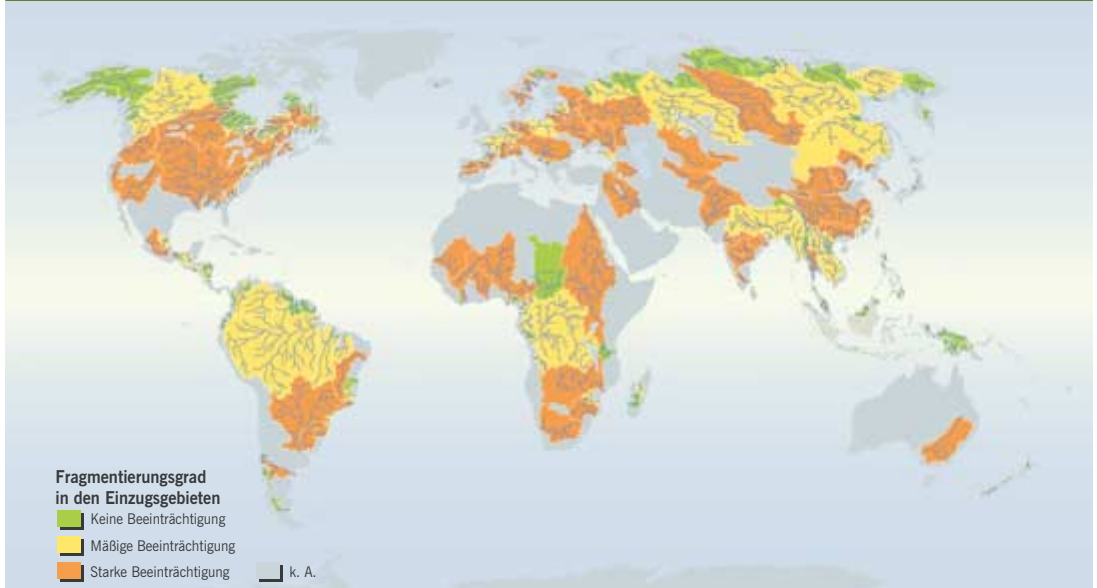 Fragmentierungsgrad
in den Einzugsgebieten
Keine Beeinträchtigung
Mäßige Beeinträchtigung
Starke Beeinträchtigung
k. A.